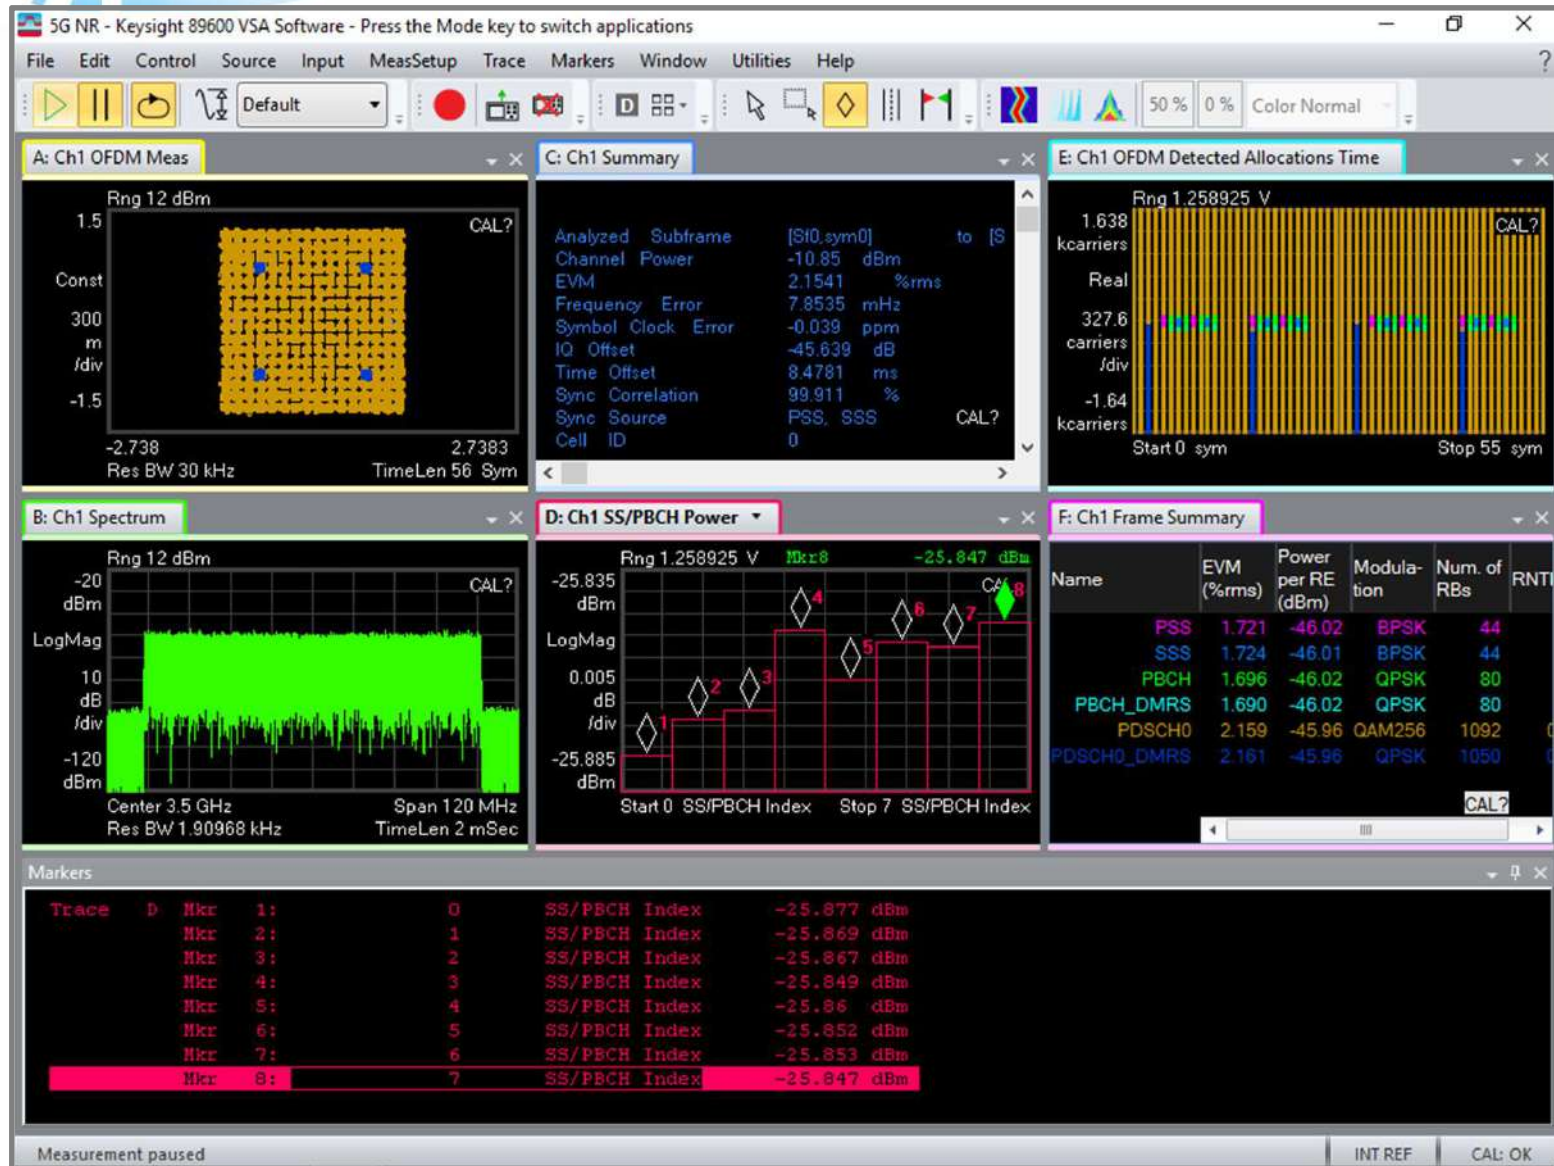 5G NR - Keysight 89600 VSA Software - Press the Mode key to switch applications
File Edit Control Source Input MeasSetup Trace Markers Window Utilities Help ?
Default D 50 % 0 % Color Normal
A: Ch1 OFDM Meas
Rng 12 dBm
1.5
CAL?
Const
300
m
/div
-1.5
-2.738 2.7383
Res BW 30 kHz TimeLen 56 Sym
C: Ch1 Summary
Analyzed Subframe [Sf0,sym0] to [S
Channel Power -10.85 dBm
EVM 2.1541 %rms
Frequency Error 7.8535 mHz
Symbol Clock Error -0.039 ppm
IQ Offset -45.639 dB
Time Offset 8.4781 ms
Sync Correlation 99.911 %
Sync Source PSS, SSS CAL?
Cell ID 0
E: Ch1 OFDM Detected Allocations Time
Rng 1.258925 V
1.638
kcarriers
CAL?
Real
327.6
carriers
/div
-1.64
kcarriers
Start 0 sym Stop 55 sym
B: Ch1 Spectrum
Rng 12 dBm
-20
dBm
CAL?
LogMag
10
dB
/div
-120
dBm
Center 3.5 GHz Span 120 MHz
Res BW 1.90968 kHz TimeLen 2 mSec
D: Ch1 SS/PBCH Power
Rng 1.258925 V Mkr8 -25.847 dBm
-25.835
dBm
LogMag
0.005
dB
/div
-25.885
dBm
1 2 3 4 5 6 7 8
Start 0 SS/PBCH Index Stop 7 SS/PBCH Index
F: Ch1 Frame Summary
Name EVM (%rms) Power per RE (dBm) Modula-tion Num. of RBs RNTI
PSS 1.721 -46.02 BPSK 44
SSS 1.724 -46.01 BPSK 44
PBCH 1.696 -46.02 QPSK 80
PBCH_DMRS 1.690 -46.02 QPSK 80
PDSCH0 2.159 -45.96 QAM256 1092 0
PDSCH0_DMRS 2.161 -45.96 QPSK 1050 0
CAL?
Markers
Trace D Mkr 1: 0 SS/PBCH Index -25.877 dBm
Mkr 2: 1 SS/PBCH Index -25.869 dBm
Mkr 3: 2 SS/PBCH Index -25.867 dBm
Mkr 4: 3 SS/PBCH Index -25.849 dBm
Mkr 5: 4 SS/PBCH Index -25.86 dBm
Mkr 6: 5 SS/PBCH Index -25.852 dBm
Mkr 7: 6 SS/PBCH Index -25.853 dBm
Mkr 8: 7 SS/PBCH Index -25.847 dBm
Measurement paused INT REF CAL: OK